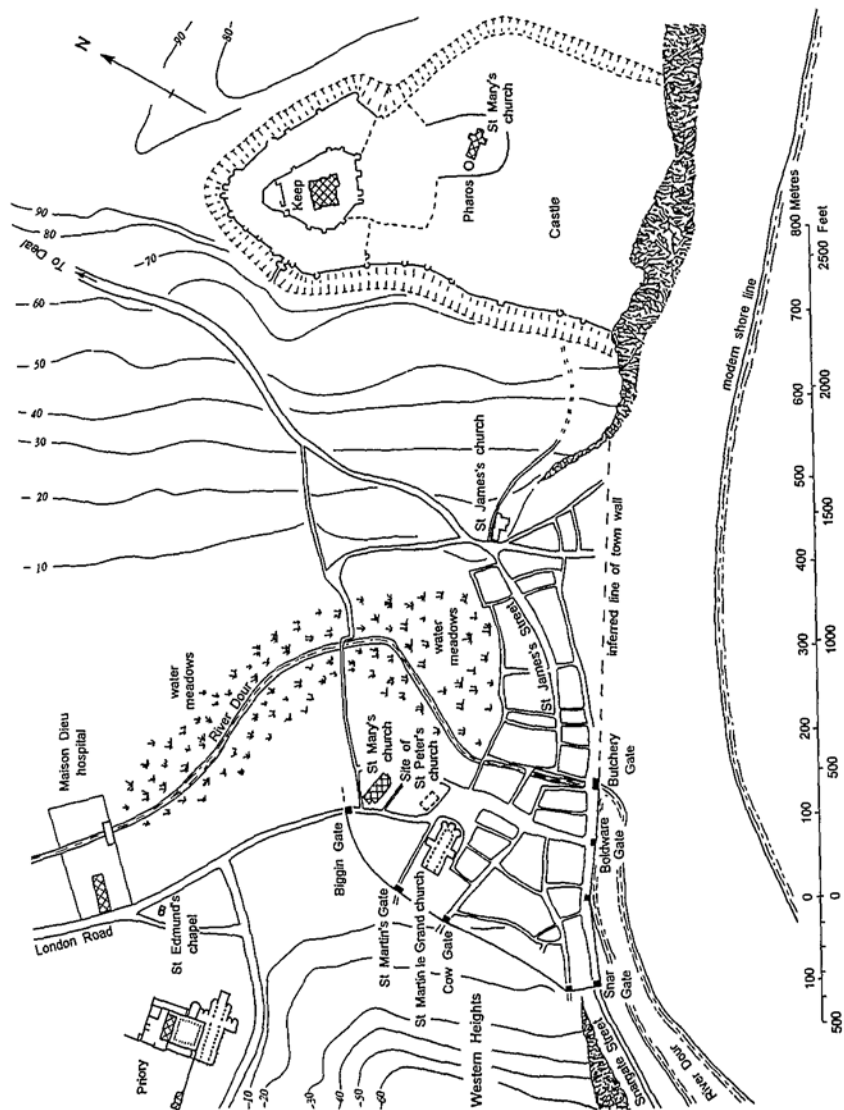 N
90
80
Keep
St Mary's
church
Pharos
Castle
To Deal
90
80
70
60
50
40
30
20
10
St James's church
St James's Street
inferred line of town wall
modern shore line
water
meadows
River Dour
water
meadows
Maison Dieu
hospital
London Road
St Edmund's
chapel
Priory
St Mary's
church
Site of
St Peter's
church
Biggin Gate
St Martin's Gate
St Martin le Grand church
Cow Gate
Snar
Gate
Boldware
Gate
Butchery
Gate
Snargate Street
River Dour
Western Heights
10
20
30
40
50
60
100 0 100 200 300 400 500 600 700 800 Metres
500 0 500 1000 1500 2000 2500 Feet